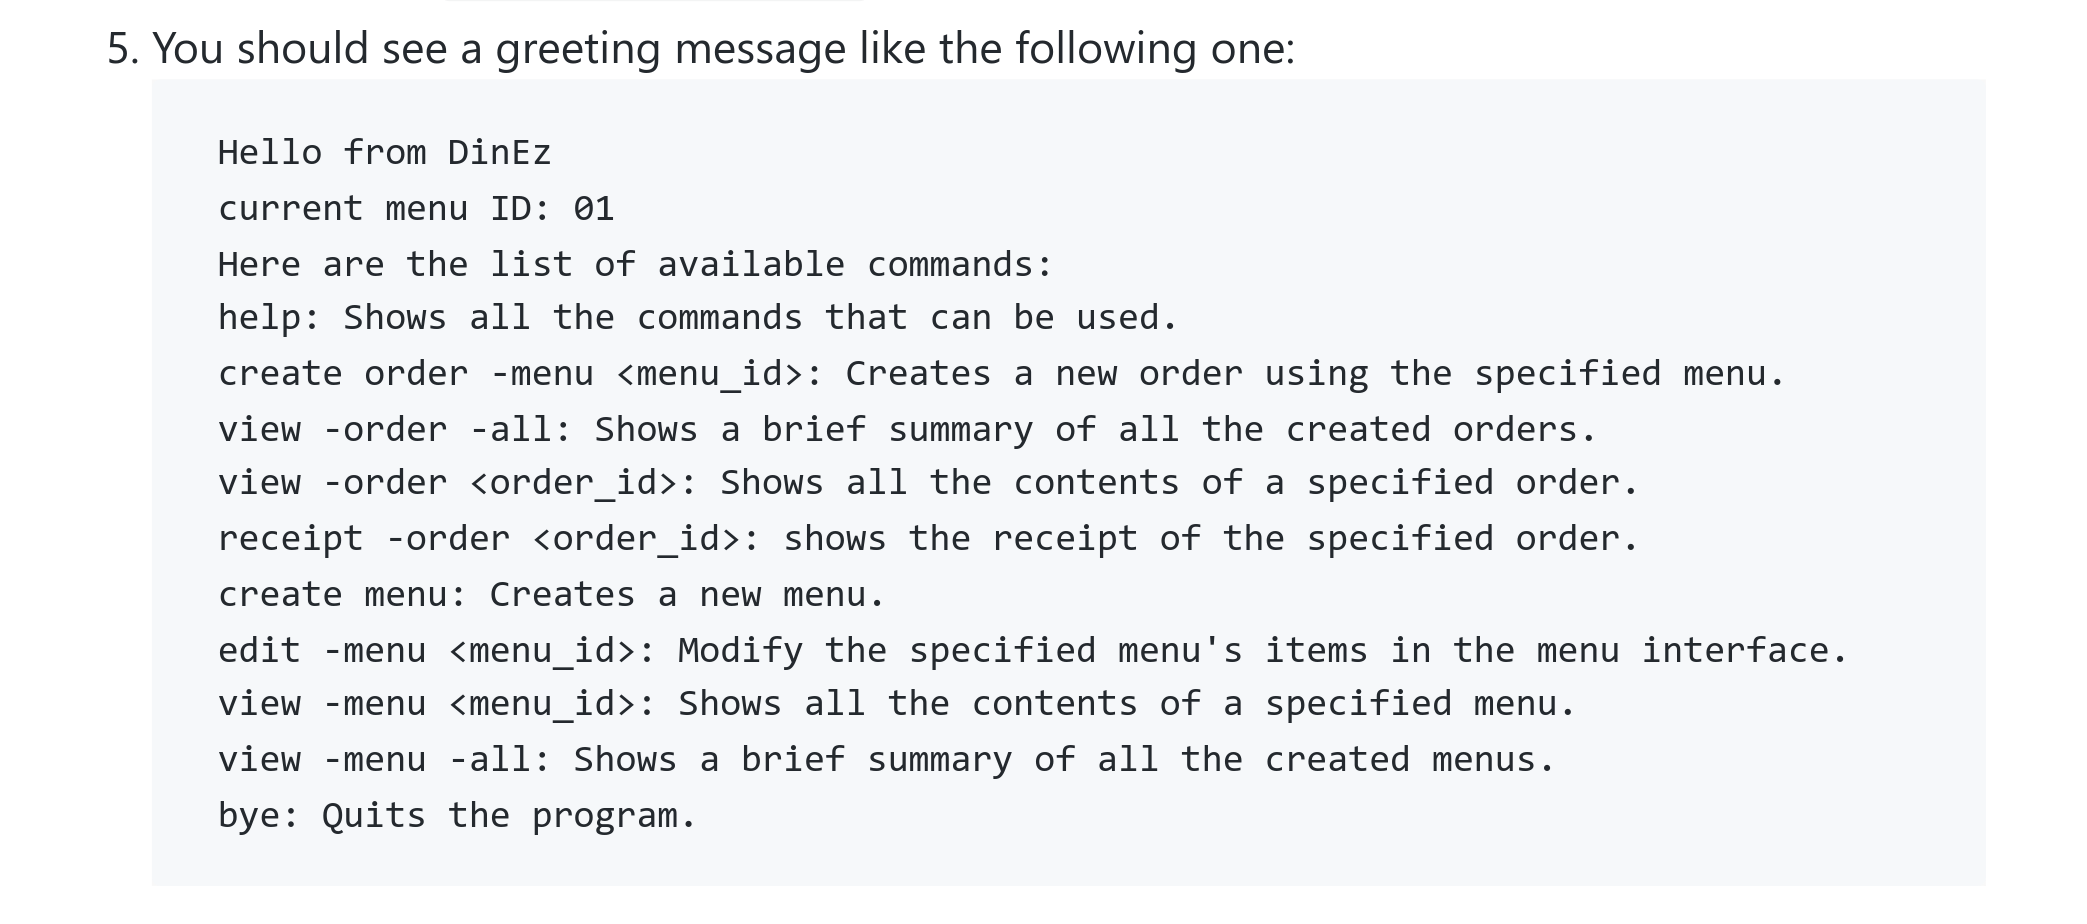 5. You should see a greeting message like the following one:
Hello from DinEz
current menu ID: 01
Here are the list of available commands:
help: Shows all the commands that can be used.
create order -menu <menu_id>: Creates a new order using the specified menu.
view -order -all: Shows a brief summary of all the created orders.
view -order <order_id>: Shows all the contents of a specified order.
receipt -order <order_id>: shows the receipt of the specified order.
create menu: Creates a new menu.
edit -menu <menu_id>: Modify the specified menu's items in the menu interface.
view -menu <menu_id>: Shows all the contents of a specified menu.
view -menu -all: Shows a brief summary of all the created menus.
bye: Quits the program.